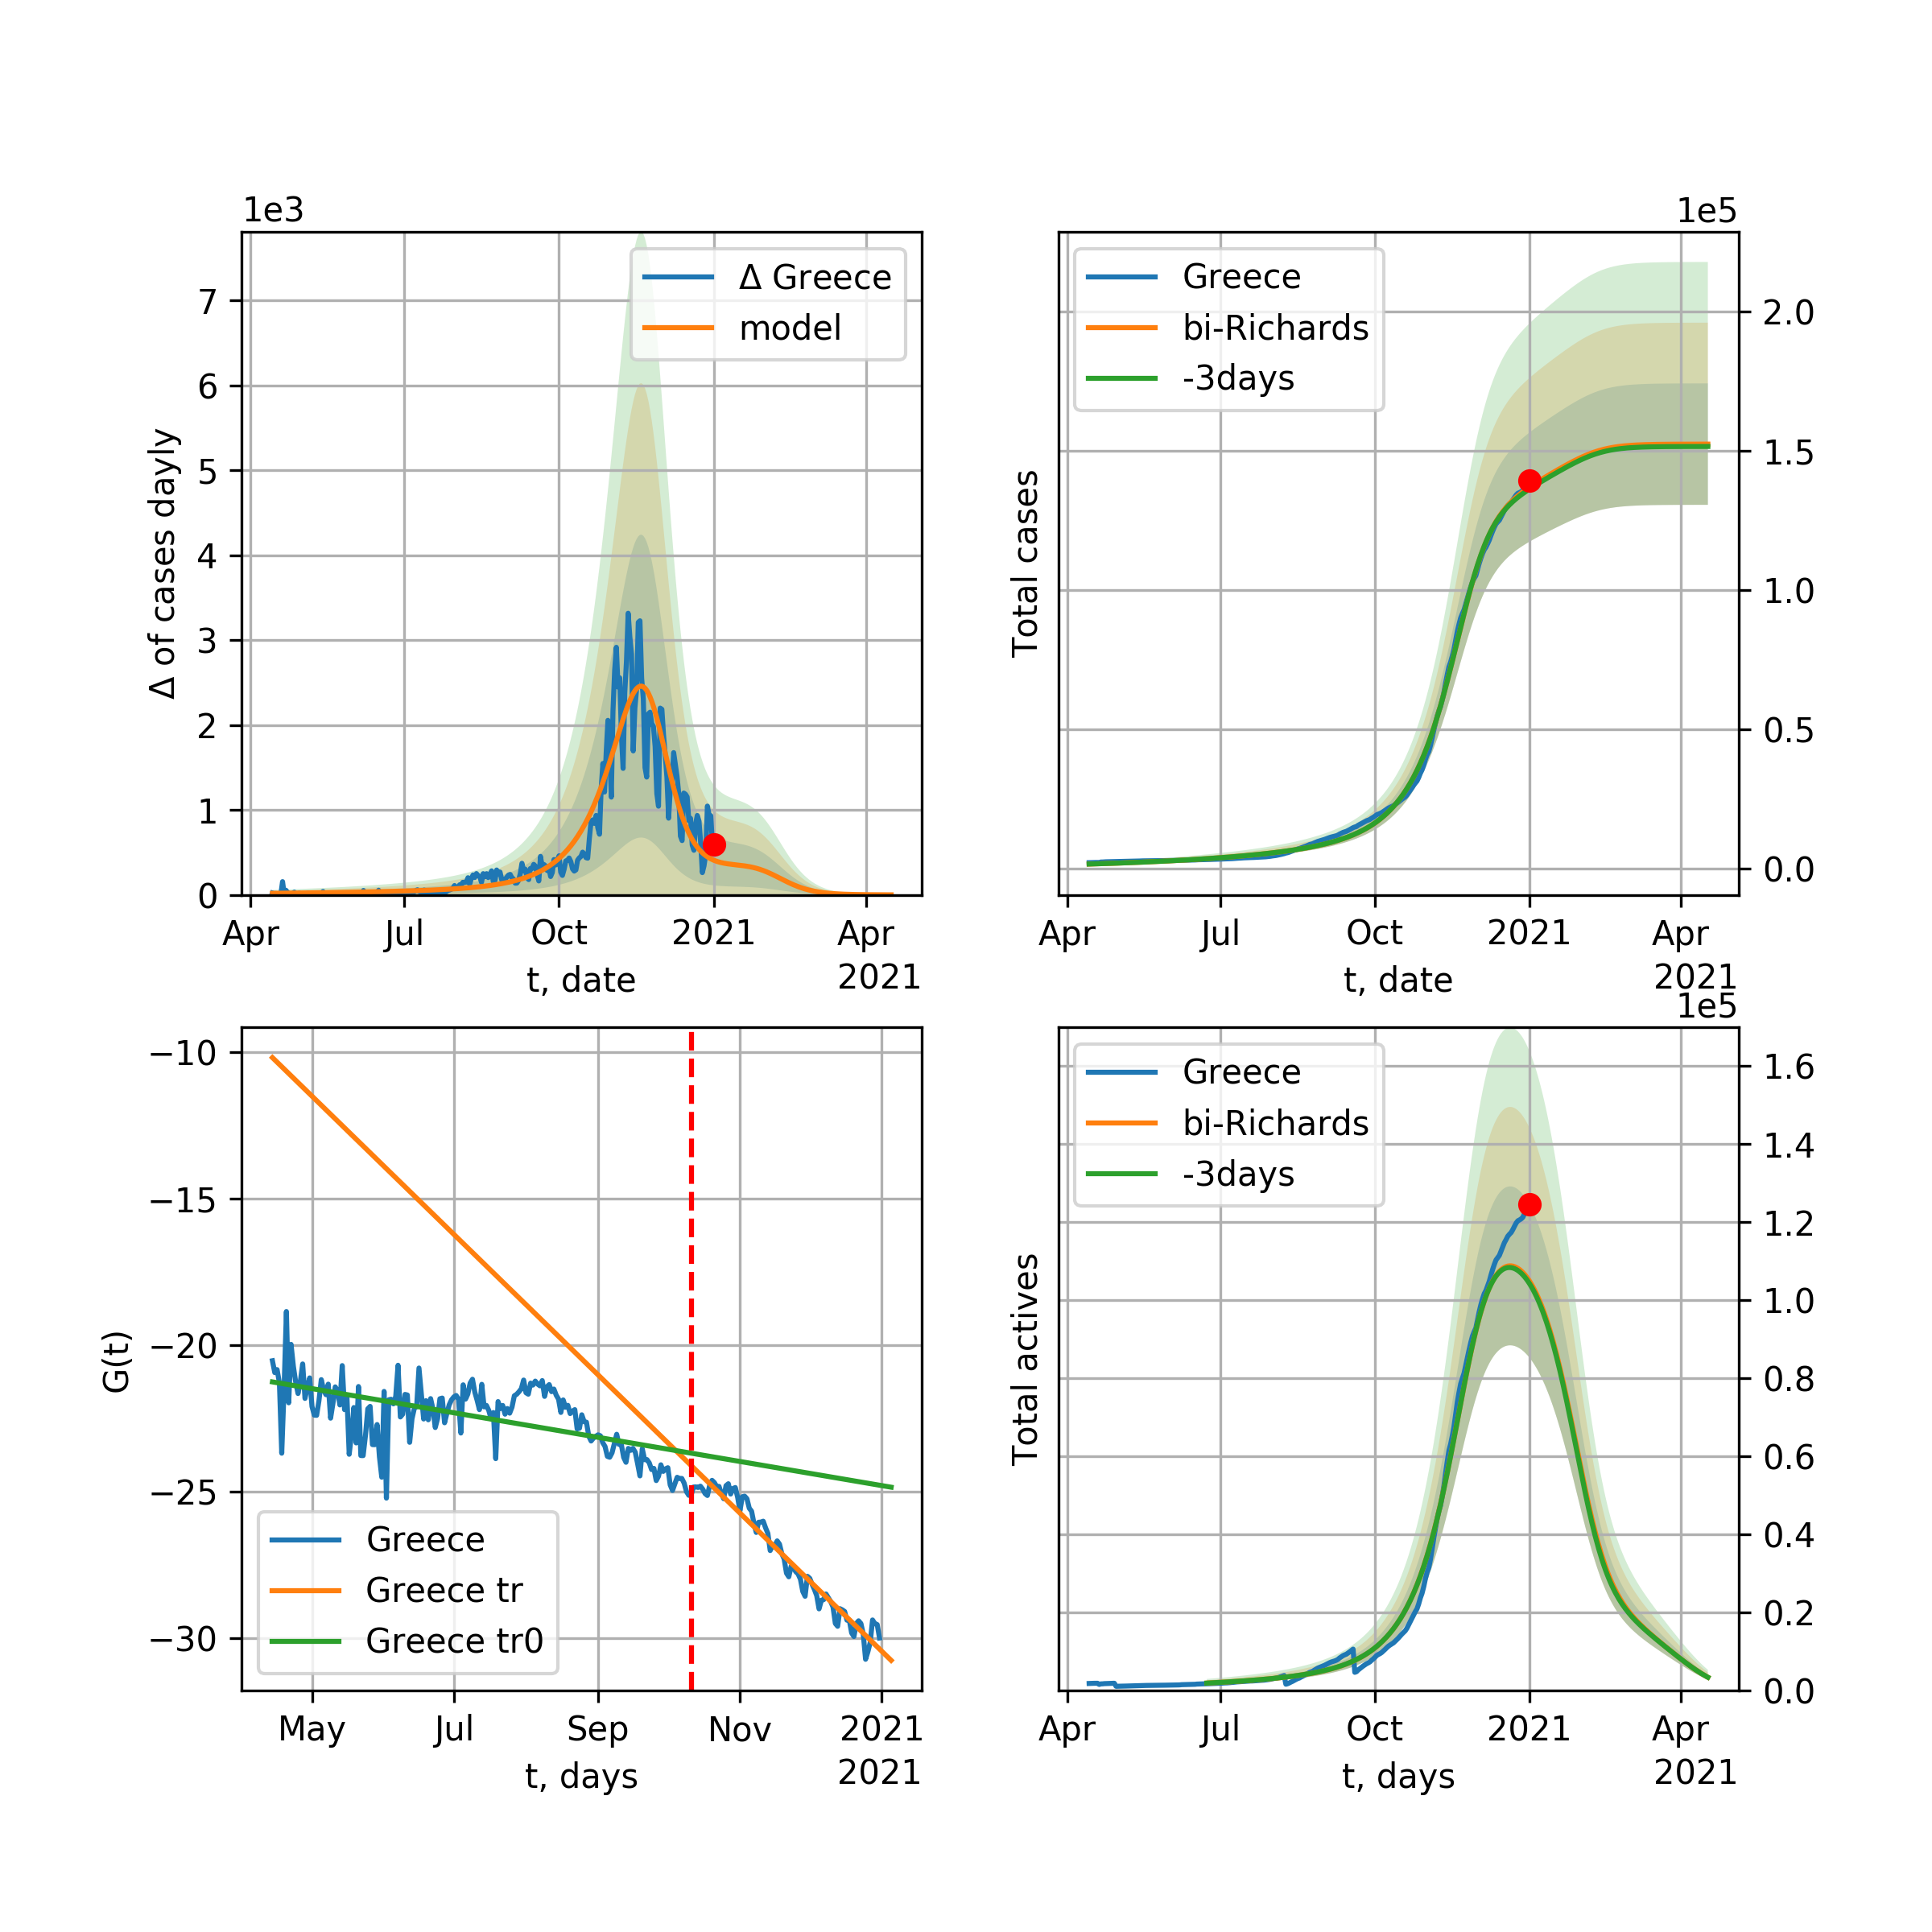 1e3
Δ Greece
model
7
6
5
4
3
2
1
0
Δ of cases dayly
Apr Jul Oct 2021 Apr
t, date 2021
1e5
Greece
bi-Richards
-3days
2.0
1.5
1.0
0.5
0.0
Total cases
Apr Jul Oct 2021 Apr
t, date 2021
−10
−15
−20
−25
−30
G(t)
Greece
Greece tr
Greece tr0
May Jul Sep Nov 2021
t, days 2021
1e5
Greece
bi-Richards
-3days
1.6
1.4
1.2
1.0
0.8
0.6
0.4
0.2
0.0
Total actives
Apr Jul Oct 2021 Apr
t, days 2021